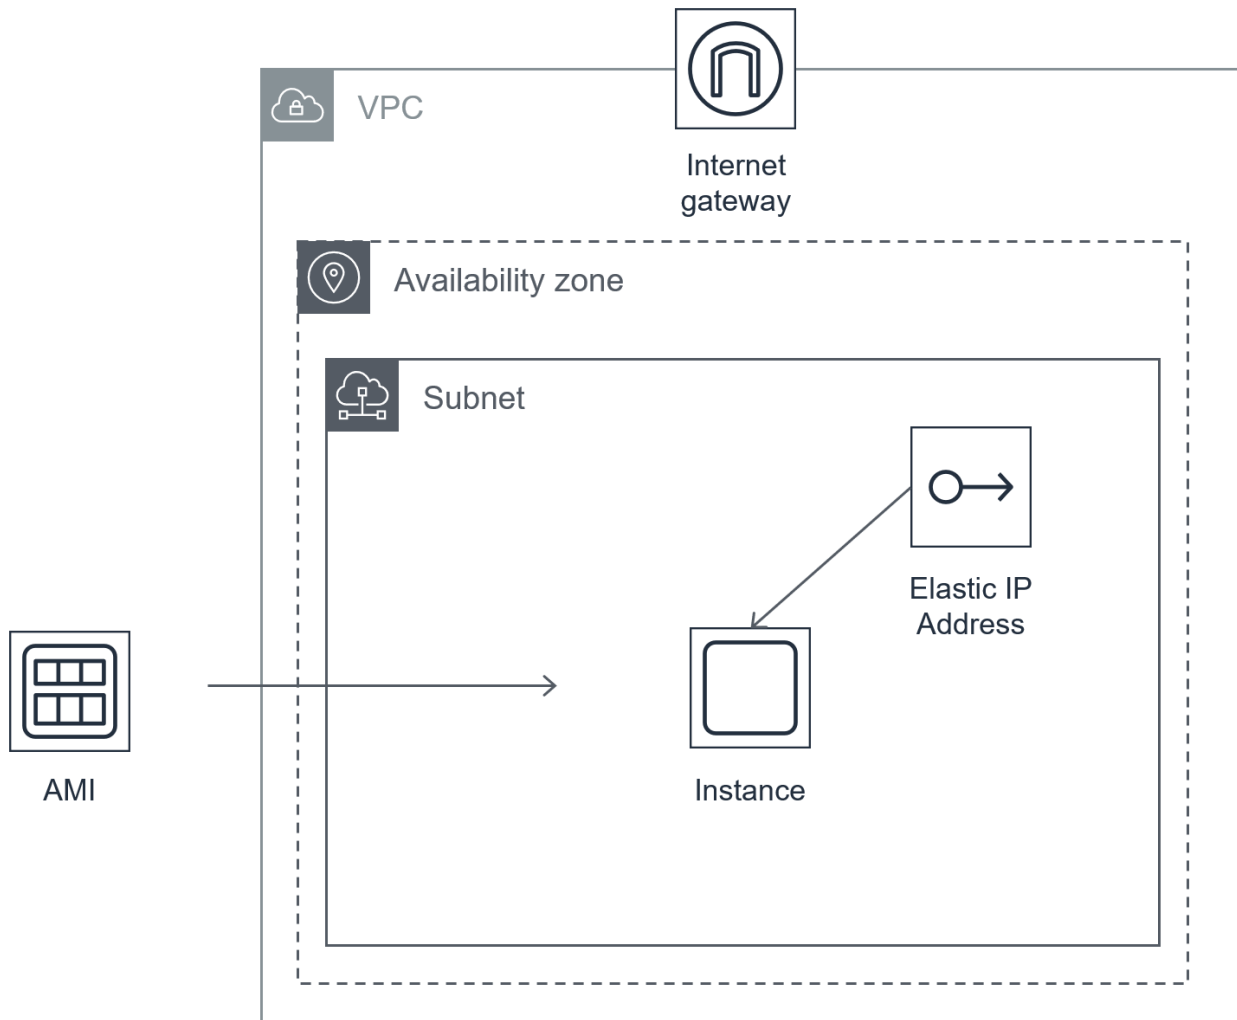 VPC
Internet
gateway
Availability zone
Subnet
Elastic IP
Address
AMI
Instance